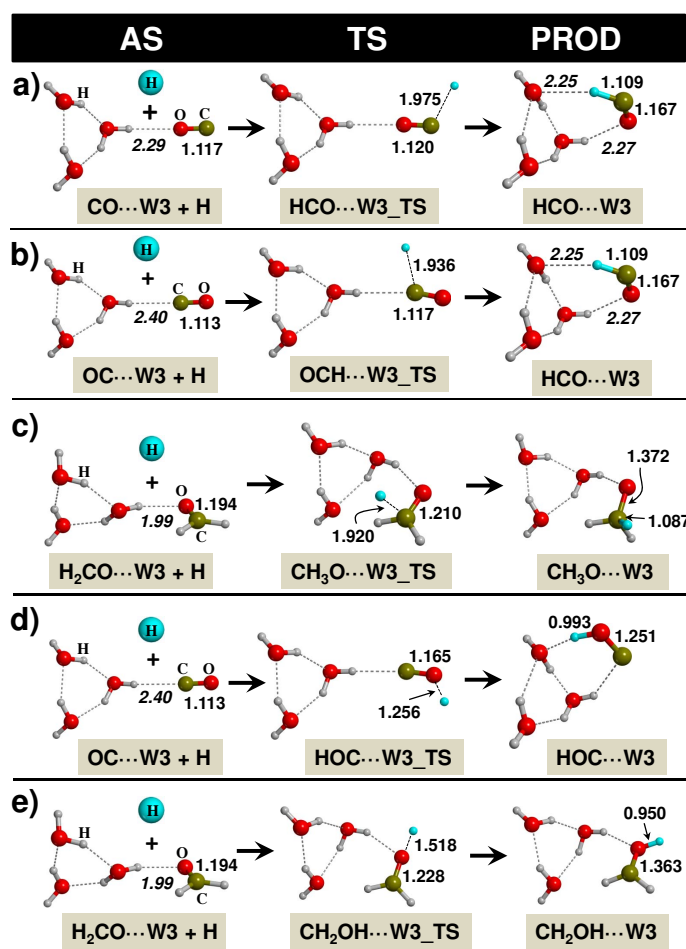 AS TS PROD
a) H H + O C 2.29 1.117 1.975 1.120 2.25 1.109 1.167 2.27
CO···W3 + H HCO···W3_TS HCO···W3
b) H H + C O 2.40 1.113 1.936 1.117 2.25 1.109 1.167 2.27
OC···W3 + H OCH···W3_TS HCO···W3
c) H H + O 1.194 1.99 C 1.920 1.210 1.372 1.087
H₂CO···W3 + H CH₃O···W3_TS CH₃O···W3
d) H H + C O 2.40 1.113 1.165 1.256 0.993 1.251
OC···W3 + H HOC···W3_TS HOC···W3
e) H H + O 1.194 1.99 C 1.518 1.228 0.950 1.363
H₂CO···W3 + H CH₂OH···W3_TS CH₂OH···W3